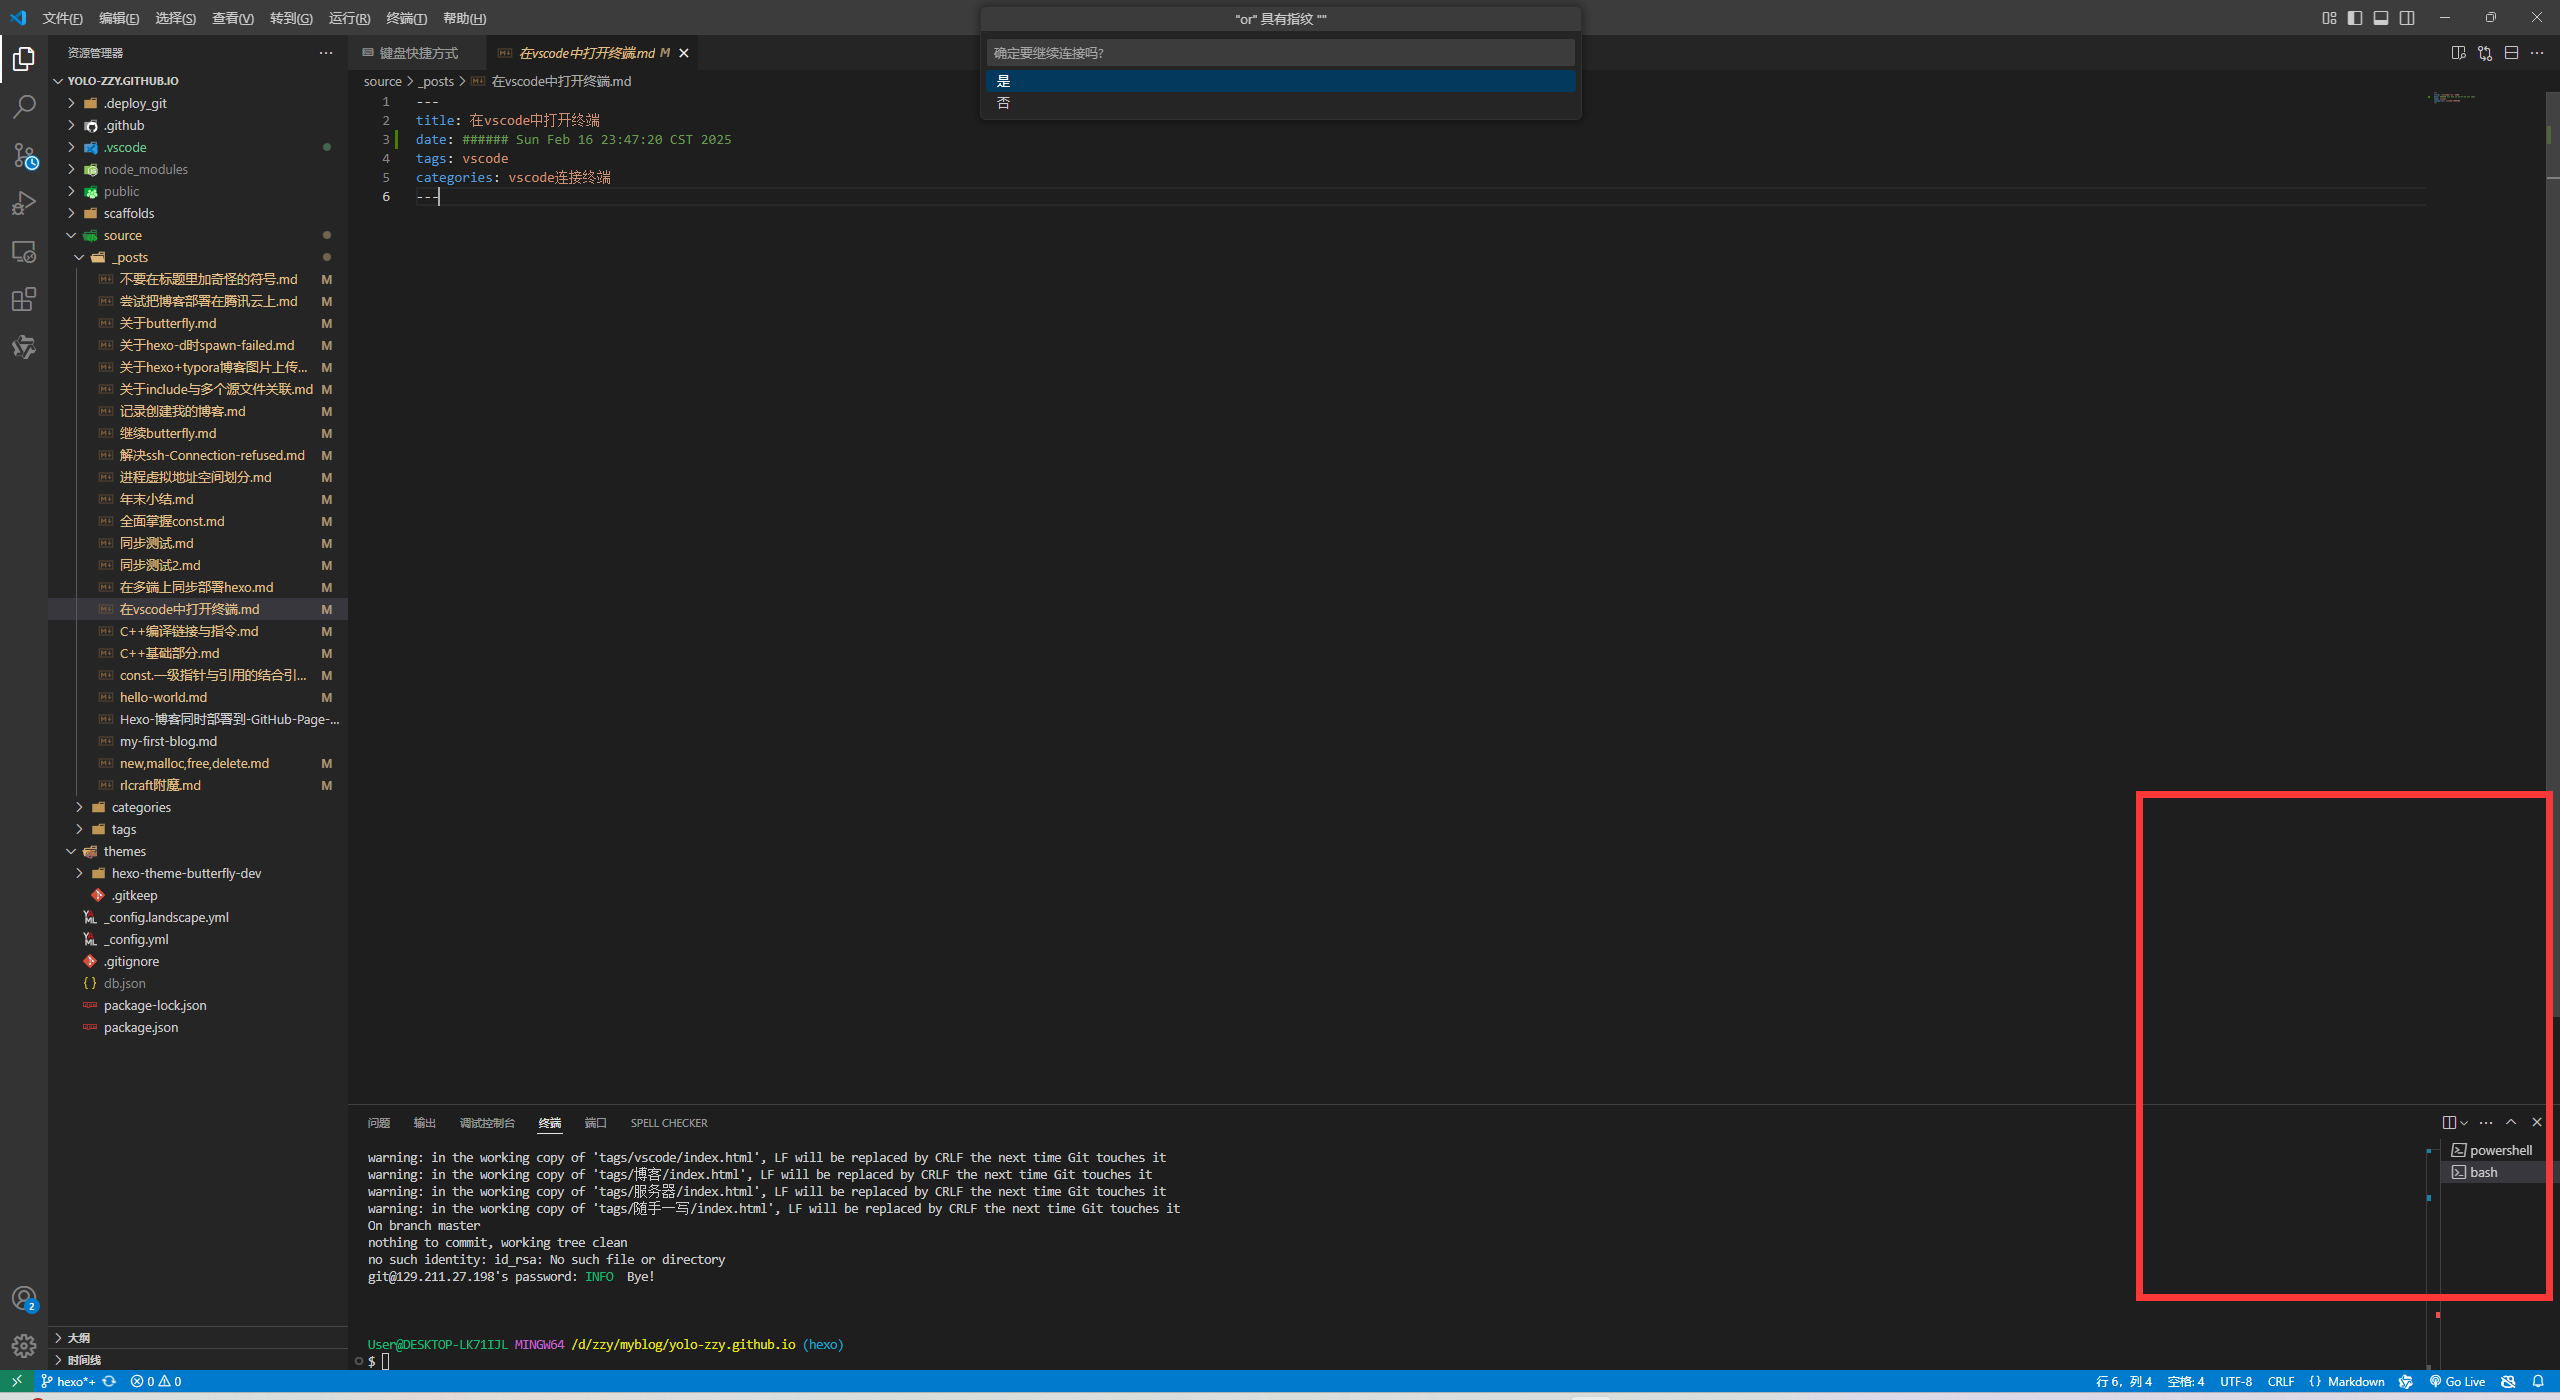 文件(F) 编辑(E) 选择(S) 查看(V) 转到(G) 运行(R) 终端(T) 帮助(H)
"or" 具有指纹 ""
确定要继续连接吗?
是
否
资源管理器
YOLO-ZZY.GITHUB.IO
.deploy_git
.github
.vscode
node_modules
public
scaffolds
source
_posts
不要在标题里加奇怪的符号.md M
尝试把博客部署在腾讯云上.md M
关于butterfly.md M
关于hexo-d时spawn-failed.md M
关于hexo+typora博客图片上传... M
关于include与多个源文件关联.md M
记录创建我的博客.md M
继续butterfly.md M
解决ssh-Connection-refused.md M
进程虚拟地址空间划分.md M
年末小结.md M
全面掌握const.md M
同步测试.md M
同步测试2.md M
在多端上同步部署hexo.md M
在vscode中打开终端.md M
C++编译链接与指令.md M
C++基础部分.md M
const.一级指针与引用的结合引... M
hello-world.md M
Hexo-博客同时部署到-GitHub-Page-...
my-first-blog.md
new,malloc,free,delete.md M
rlcraft附魔.md M
categories
tags
themes
hexo-theme-butterfly-dev
.gitkeep
_config.landscape.yml
_config.yml
.gitignore
db.json
package-lock.json
package.json
大纲
时间线
键盘快捷方式 在vscode中打开终端.md M
source > _posts > 在vscode中打开终端.md
1 ---
2 title: 在vscode中打开终端
3 date: ###### Sun Feb 16 23:47:20 CST 2025
4 tags: vscode
5 categories: vscode连接终端
6 ---
问题 输出 调试控制台 终端 端口 SPELL CHECKER
warning: in the working copy of 'tags/vscode/index.html', LF will be replaced by CRLF the next time Git touches it
warning: in the working copy of 'tags/博客/index.html', LF will be replaced by CRLF the next time Git touches it
warning: in the working copy of 'tags/服务器/index.html', LF will be replaced by CRLF the next time Git touches it
warning: in the working copy of 'tags/随手一写/index.html', LF will be replaced by CRLF the next time Git touches it
On branch master
nothing to commit, working tree clean
no such identity: id_rsa: No such file or directory
git@129.211.27.198's password: INFO  Bye!
User@DESKTOP-LK71IJL MINGW64 /d/zzy/myblog/yolo-zzy.github.io (hexo)
$
powershell
bash
2
hexo*+ 0 0 行 6，列 4 空格: 4 UTF-8 CRLF {} Markdown Go Live